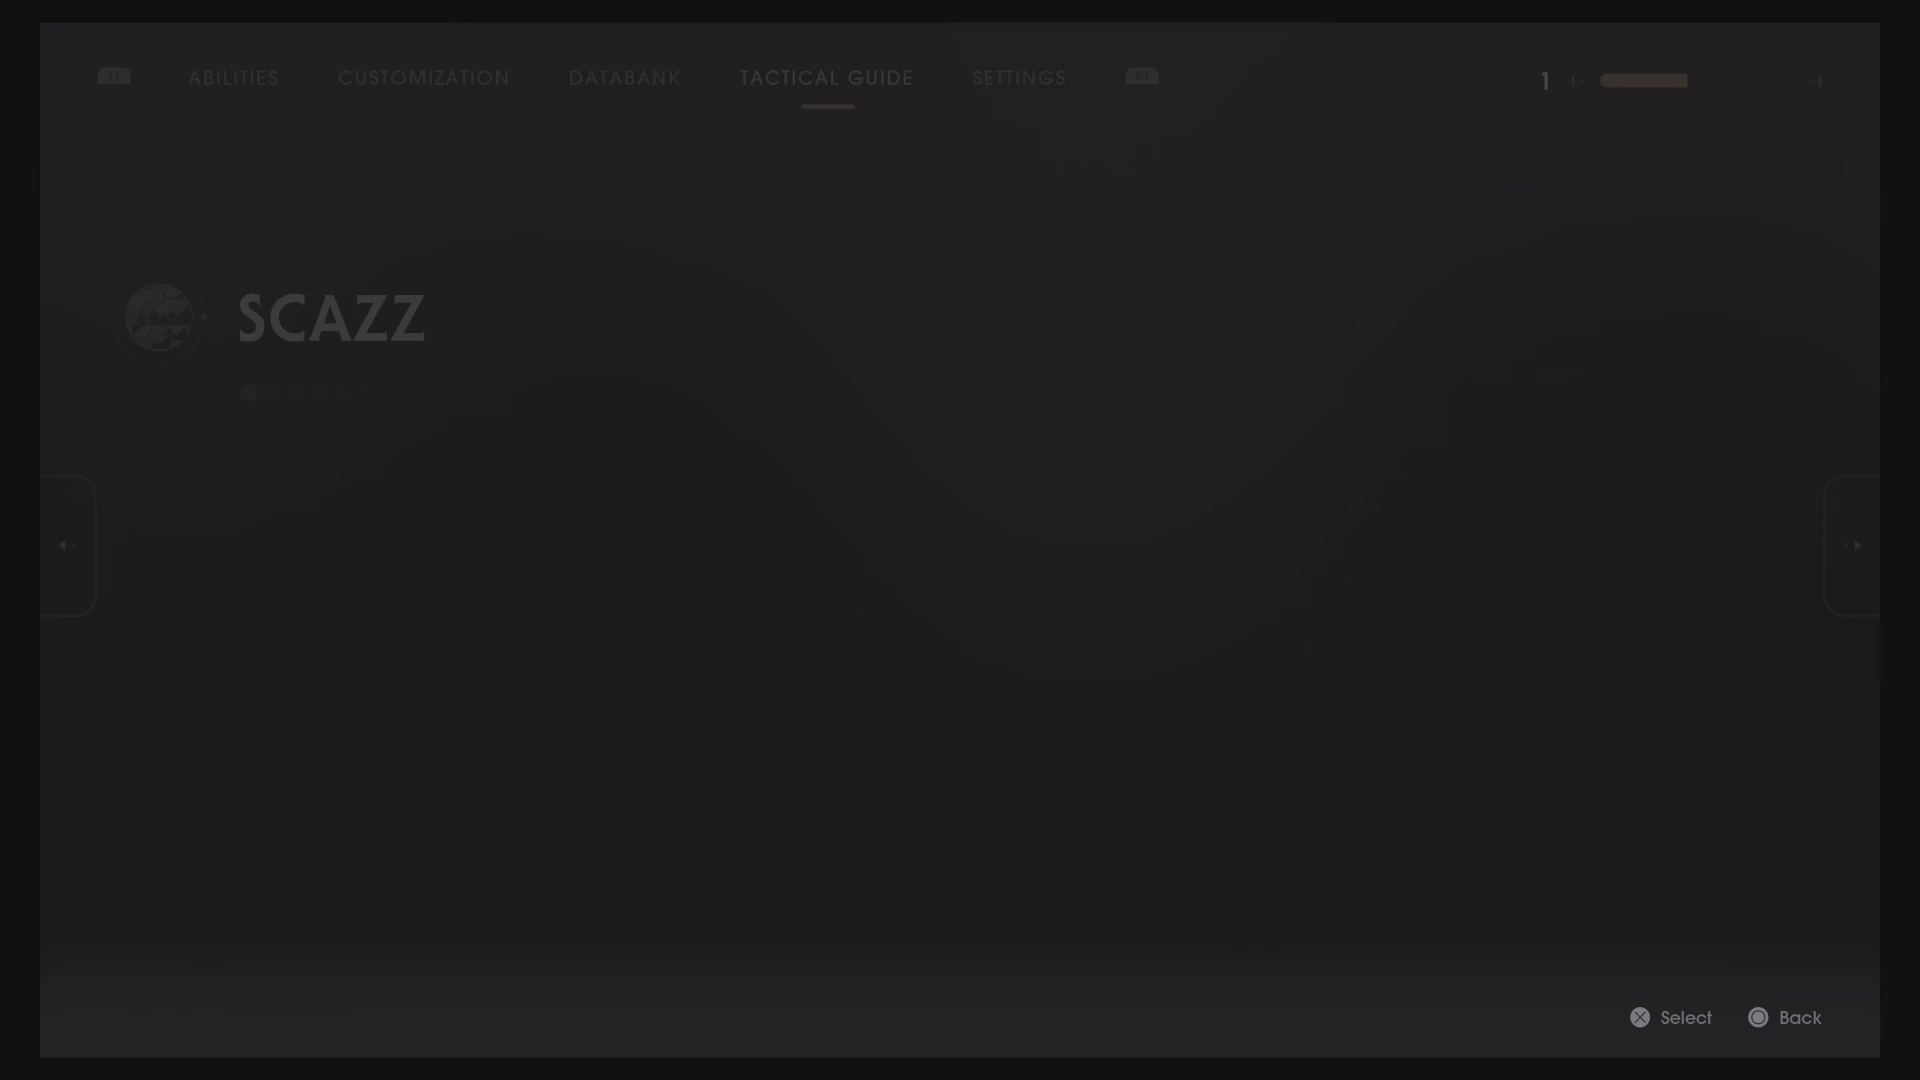 ABILITIES CUSTOMIZATION DATABANK TACTICAL GUIDE SETTINGS 1
SCAZZ
Select Back